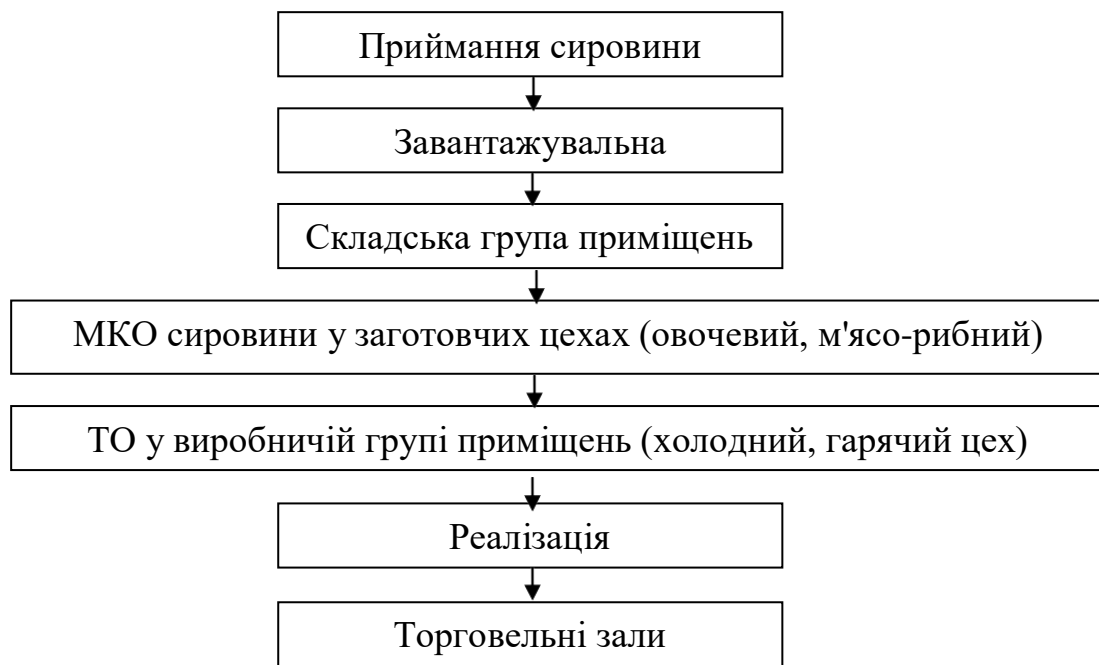 Приймання сировини
Завантажувальна
Складська група приміщень
МКО сировини у заготовчих цехах (овочевий, м'ясо-рибний)
ТО у виробничій групі приміщень (холодний, гарячий цех)
Реалізація
Торговельні зали